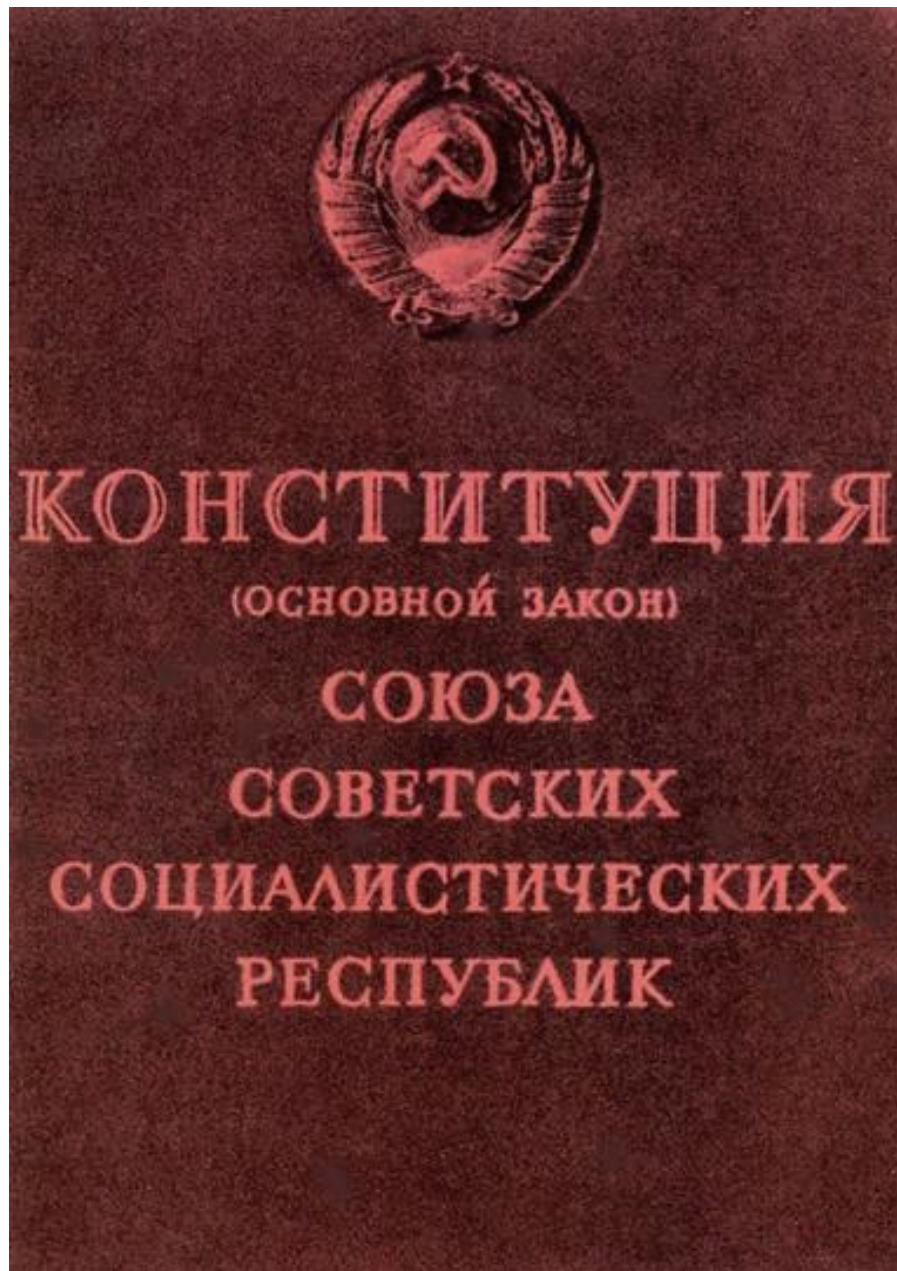 КОНСТИТУЦИЯ
(ОСНОВНОЙ ЗАКОН)
СОЮЗА
СОВЕТСКИХ
СОЦИАЛИСТИЧЕСКИХ
РЕСПУБЛИК